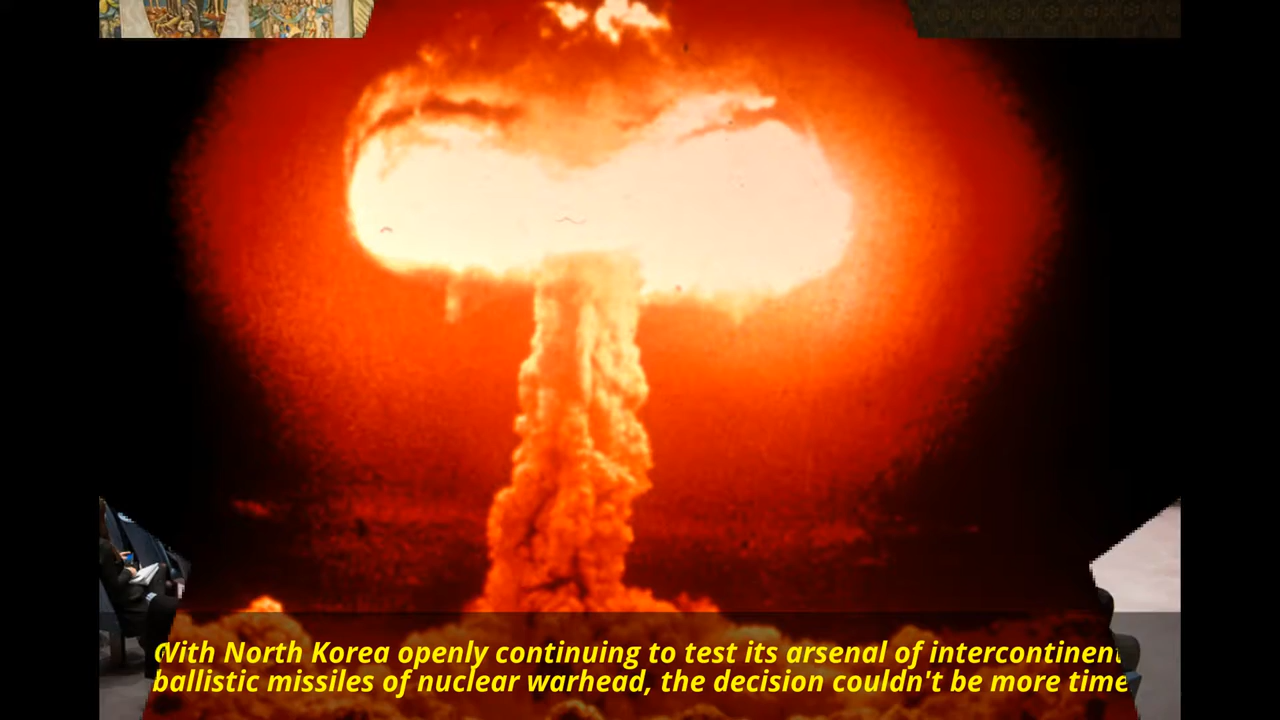 With North Korea openly continuing to test its arsenal of intercontinent
ballistic missiles of nuclear warhead, the decision couldn't be more time